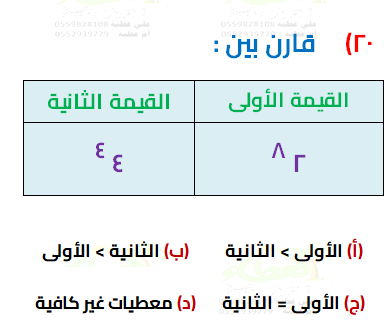 علي عطية 0559828108 علي عطية 0559828108
ام عطية 0552939779 ام عطية 0552939779
٢٠) قارن بين :
القيمة الأولى القيمة الثانية
٢ ٨ ٤ ٤
(أ) الأولى > الثانية (ب) الثانية > الأولى
(ج) الأولى = الثانية (د) معطيات غير كافية